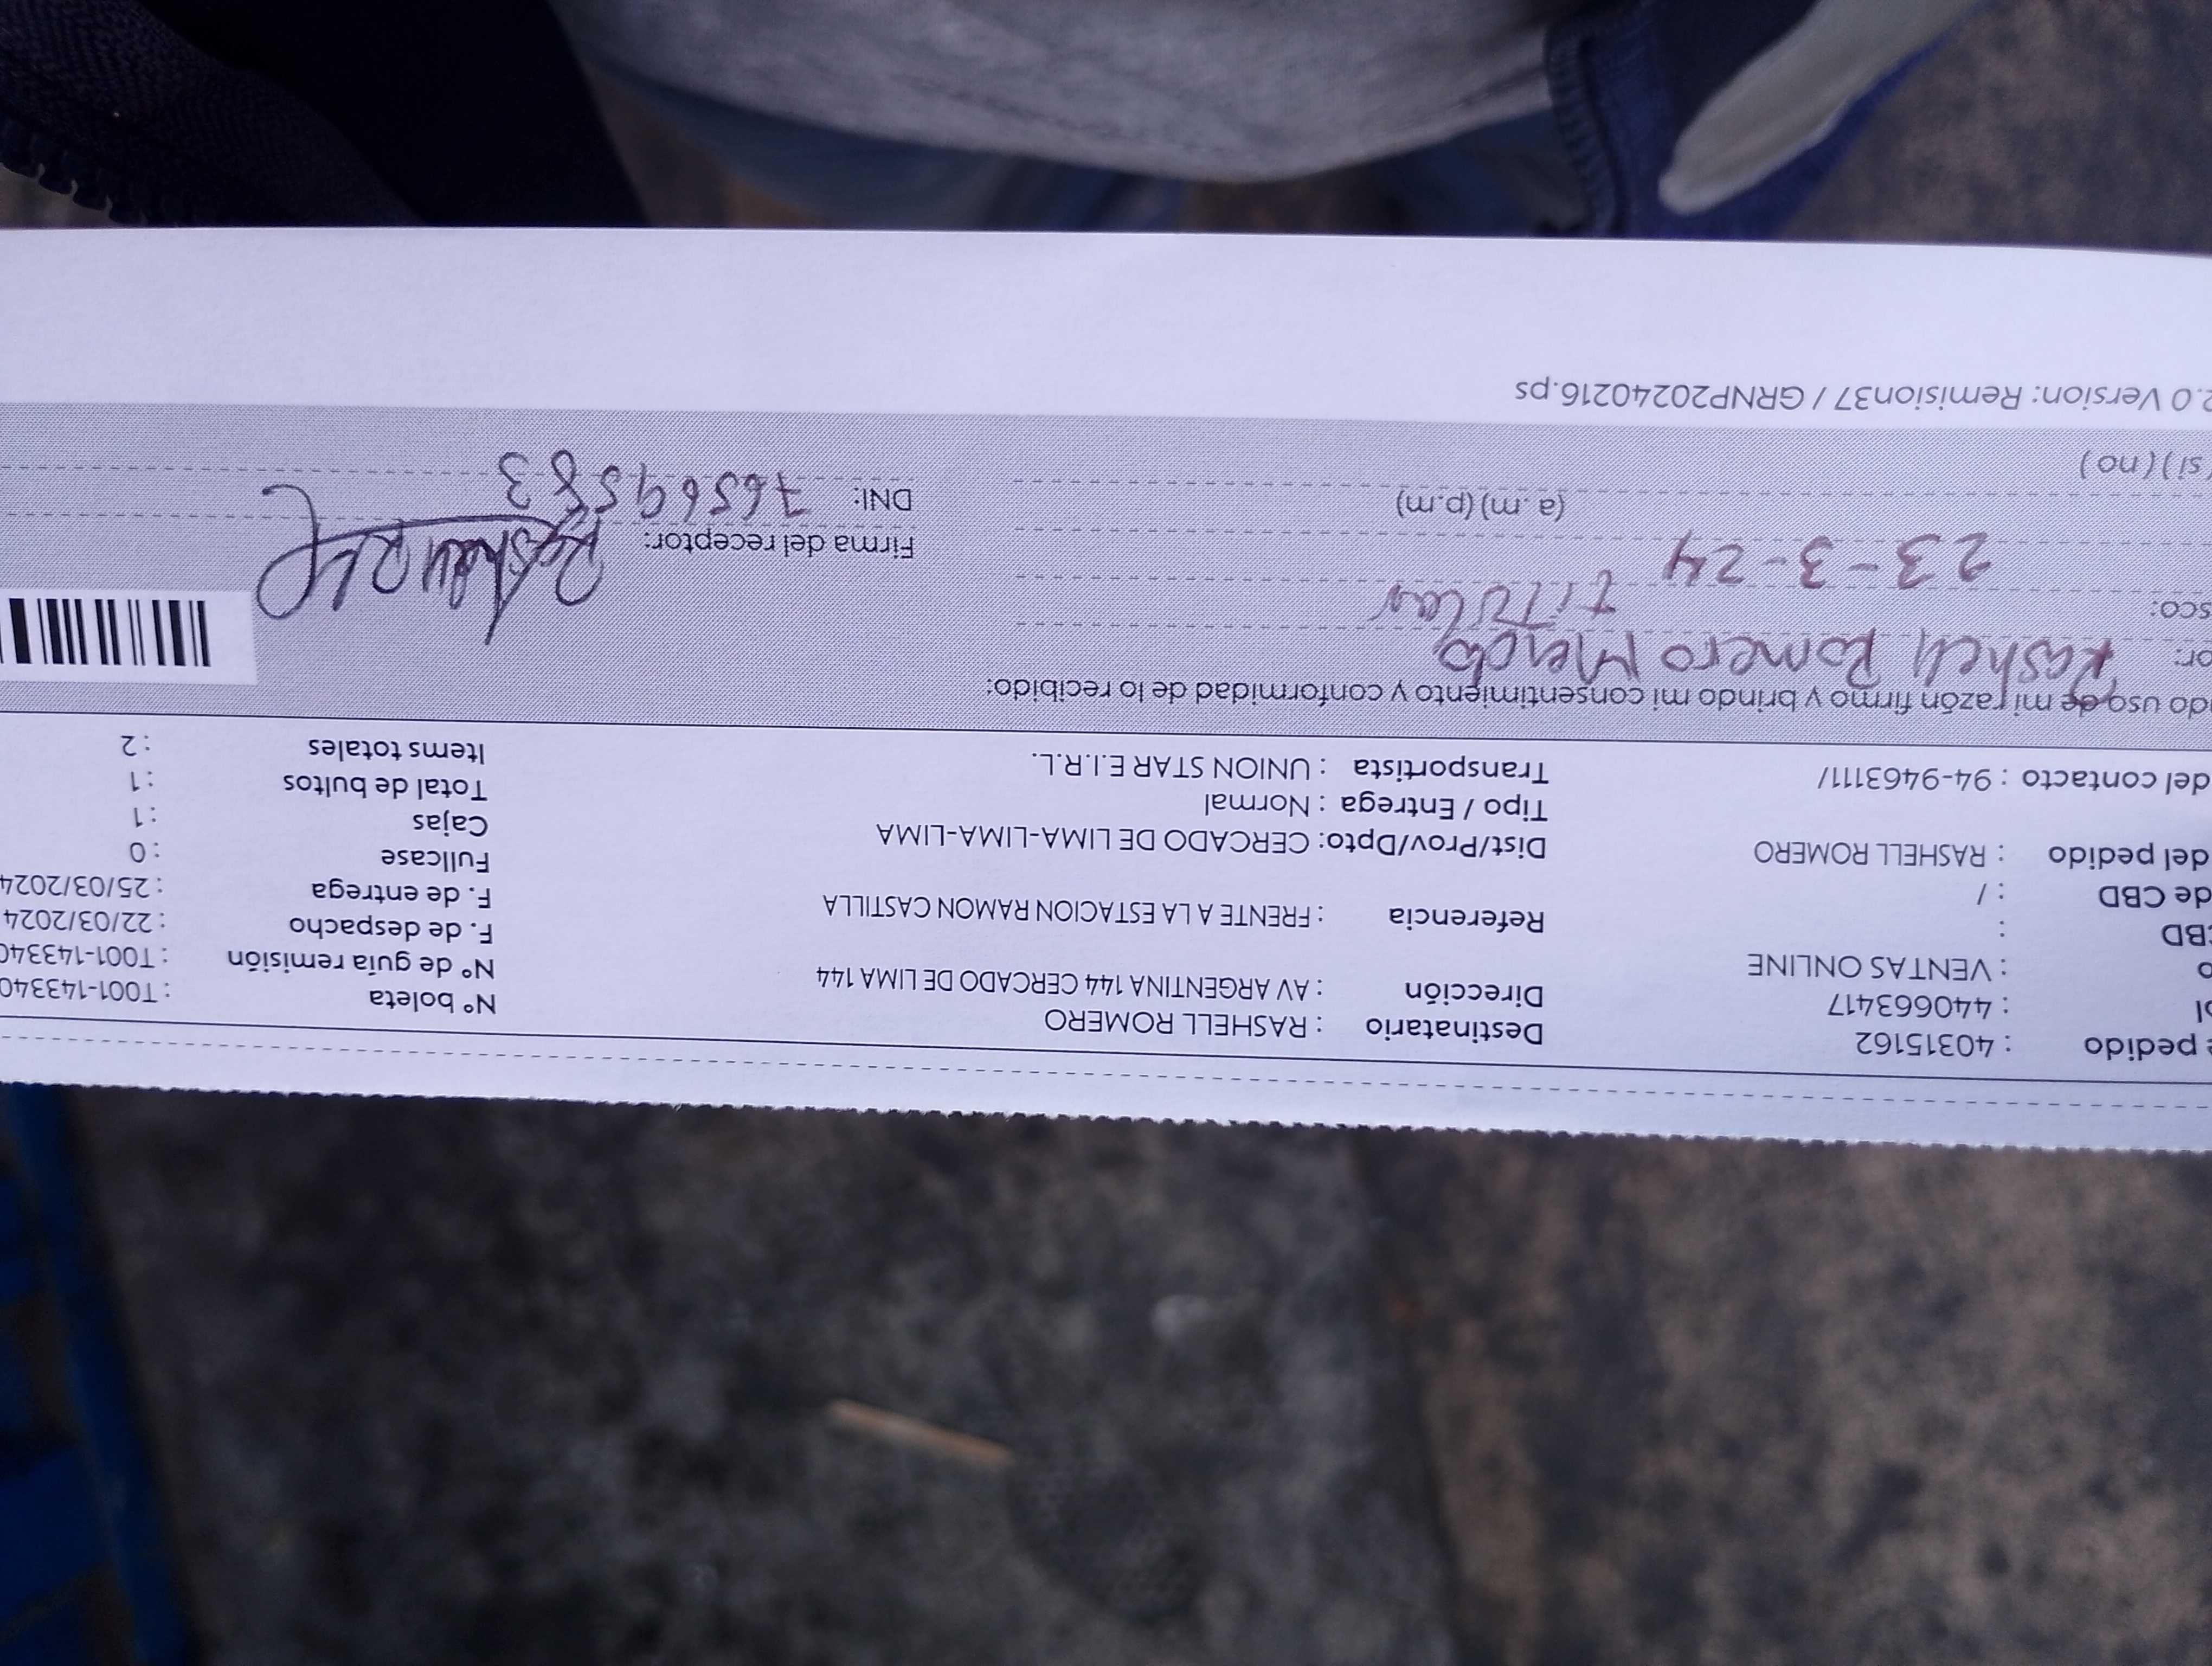 e pedido : 40315162 Destinatario : RASHELL ROMERO Nº boleta : T001-143340
ol : 440663417 Dirección : AV ARGENTINA 144 CERCADO DE LIMA 144 Nº de guía remisión : T001-143340
o : VENTAS ONLINE F. de despacho : 22/03/2024
CBD : Referencia : FRENTE A LA ESTACION RAMON CASTILLA F. de entrega : 25/03/2024
de CBD : / Fullcase : 0
del pedido : RASHELL ROMERO Dist/Prov/Dpto: CERCADO DE LIMA-LIMA-LIMA Cajas : 1
Tipo / Entrega : Normal Total de bultos : 1
del contacto : 94-9463111/ Transportista : UNION STAR E.I.R.L. Items totales : 2
do uso de mi razón firmo y brindo mi consentimiento y conformidad de lo recibido:
or: Rashell Romero
titular
sco:
23-3-24 Firma del receptor:
(a.m)(p.m) DNI: 76569583
(si)(no)
2.0 Version: Remision37 / GRNP20240216.ps